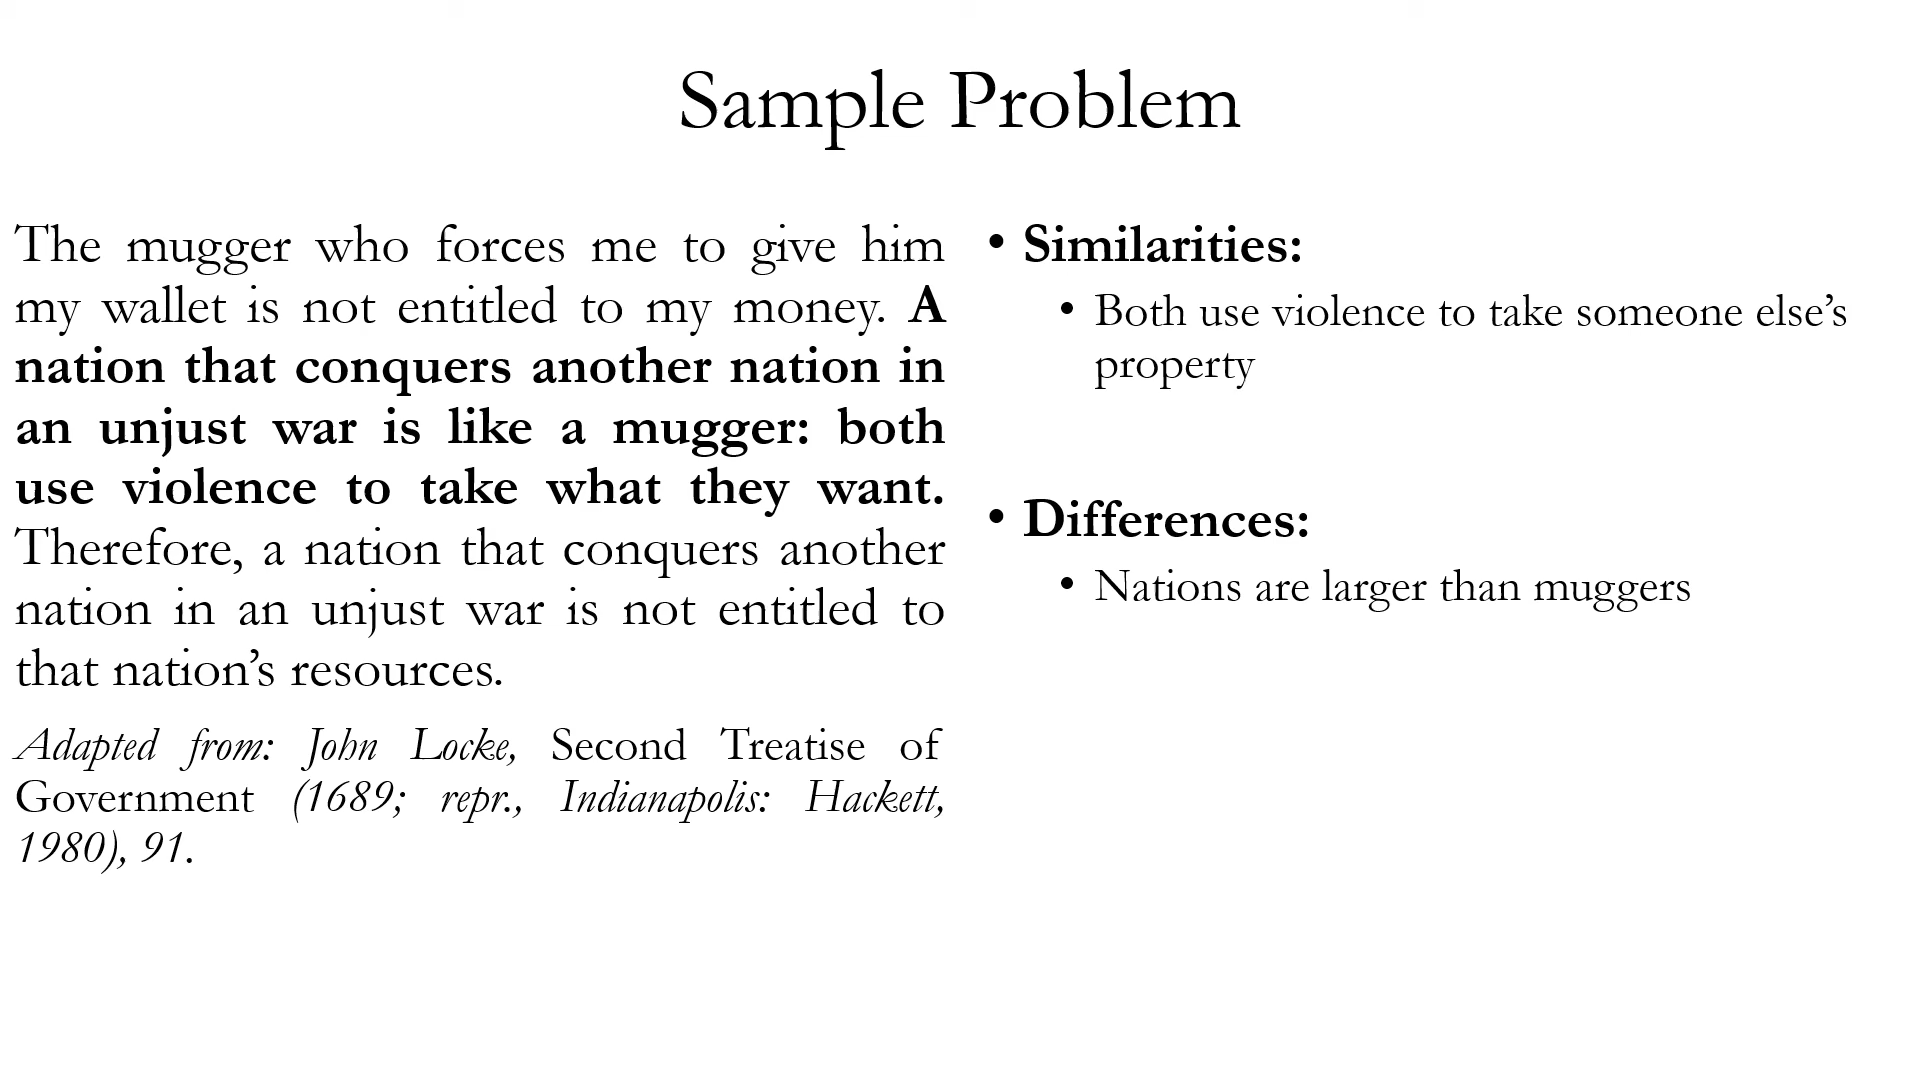 Sample Problem
The mugger who forces me to give him
my wallet is not entitled to my money. A
nation that conquers another nation in
an unjust war is like a mugger: both
use violence to take what they want.
Therefore, a nation that conquers another
nation in an unjust war is not entitled to
that nation’s resources.
Adapted from: John Locke, Second Treatise of
Government (1689; repr., Indianapolis: Hackett,
1980), 91.
• Similarities:
• Both use violence to take someone else’s
property
• Differences:
• Nations are larger than muggers